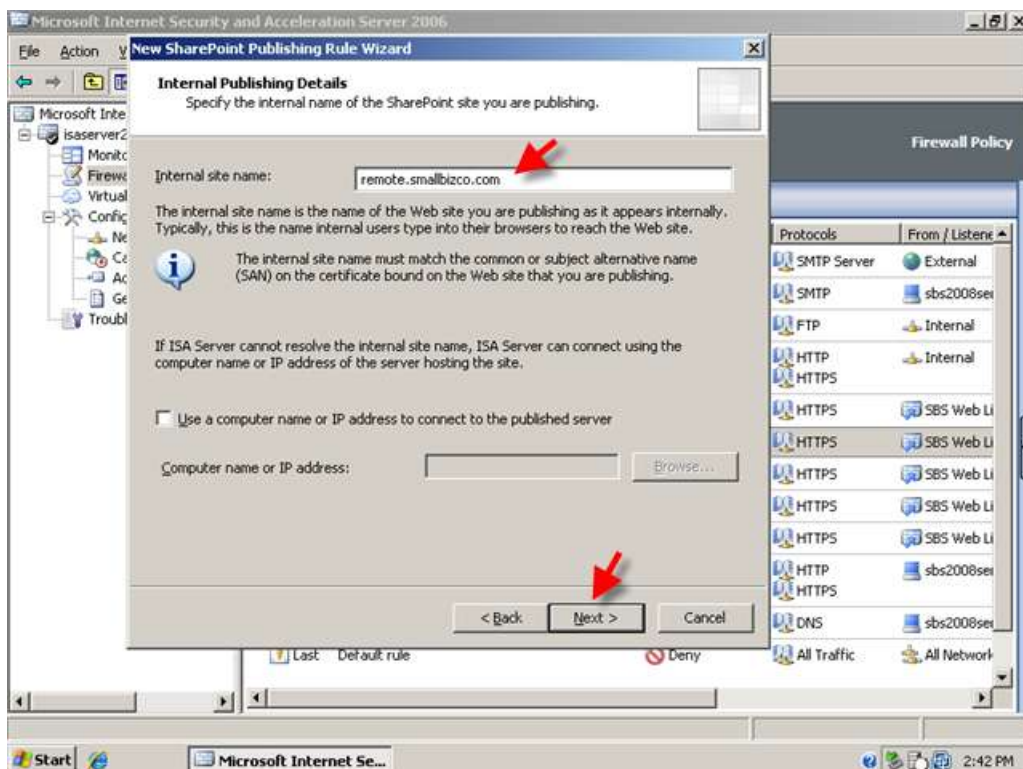 Microsoft Internet Security and Acceleration Server 2006
File Action V
New SharePoint Publishing Rule Wizard
Internal Publishing Details
Specify the internal name of the SharePoint site you are publishing.
Microsoft Inte
isaserver2
Monito
Firewa
Virtual
Config
Ne
Ca
Ac
Ge
Troubl
Internal site name: remote.smallbizco.com
The internal site name is the name of the Web site you are publishing as it appears internally.
Typically, this is the name internal users type into their browsers to reach the Web site.
The internal site name must match the common or subject alternative name
(SAN) on the certificate bound on the Web site that you are publishing.
If ISA Server cannot resolve the internal site name, ISA Server can connect using the
computer name or IP address of the server hosting the site.
Use a computer name or IP address to connect to the published server
Computer name or IP address: Browse...
< Back Next > Cancel
Firewall Policy
Protocols From / Listene
SMTP Server External
SMTP sbs2008ser
FTP Internal
HTTP Internal
HTTPS
HTTPS SBS Web Li
HTTPS SBS Web Li
HTTPS SBS Web Li
HTTPS SBS Web Li
HTTPS SBS Web Li
HTTP sbs2008ser
HTTPS
DNS sbs2008ser
Last Default rule Deny All Traffic All Network
Start Microsoft Internet Se... 2:42 PM